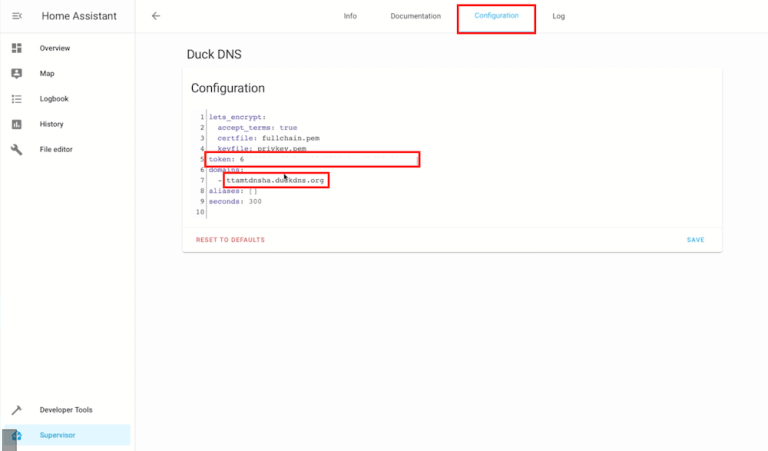 Home Assistant
Info
Documentation
Configuration
Log
Overview
Map
Logbook
History
File editor
Developer Tools
Supervisor
Duck DNS
Configuration
1 lets_encrypt:
2 accept_terms: true
3 certfile: fullchain.pem
4 keyfile: privkey.pem
5 token: 6
6 domains:
7 - ttamtdnsha.duckdns.org
8 aliases: []
9 seconds: 300
10
RESET TO DEFAULTS
SAVE